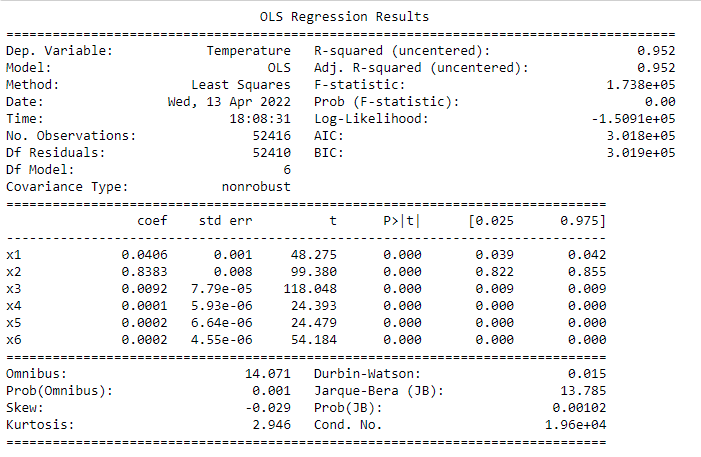 OLS Regression Results
==============================================================================
Dep. Variable: Temperature R-squared (uncentered): 0.952
Model: OLS Adj. R-squared (uncentered): 0.952
Method: Least Squares F-statistic: 1.738e+05
Date: Wed, 13 Apr 2022 Prob (F-statistic): 0.00
Time: 18:08:31 Log-Likelihood: -1.5091e+05
No. Observations: 52416 AIC: 3.018e+05
Df Residuals: 52410 BIC: 3.019e+05
Df Model: 6
Covariance Type: nonrobust
==============================================================================
coef std err t P>|t| [0.025 0.975]
------------------------------------------------------------------------------
x1 0.0406 0.001 48.275 0.000 0.039 0.042
x2 0.8383 0.008 99.380 0.000 0.822 0.855
x3 0.0092 7.79e-05 118.048 0.000 0.009 0.009
x4 0.0001 5.93e-06 24.393 0.000 0.000 0.000
x5 0.0002 6.64e-06 24.479 0.000 0.000 0.000
x6 0.0002 4.55e-06 54.184 0.000 0.000 0.000
==============================================================================
Omnibus: 14.071 Durbin-Watson: 0.015
Prob(Omnibus): 0.001 Jarque-Bera (JB): 13.785
Skew: -0.029 Prob(JB): 0.00102
Kurtosis: 2.946 Cond. No. 1.96e+04
==============================================================================